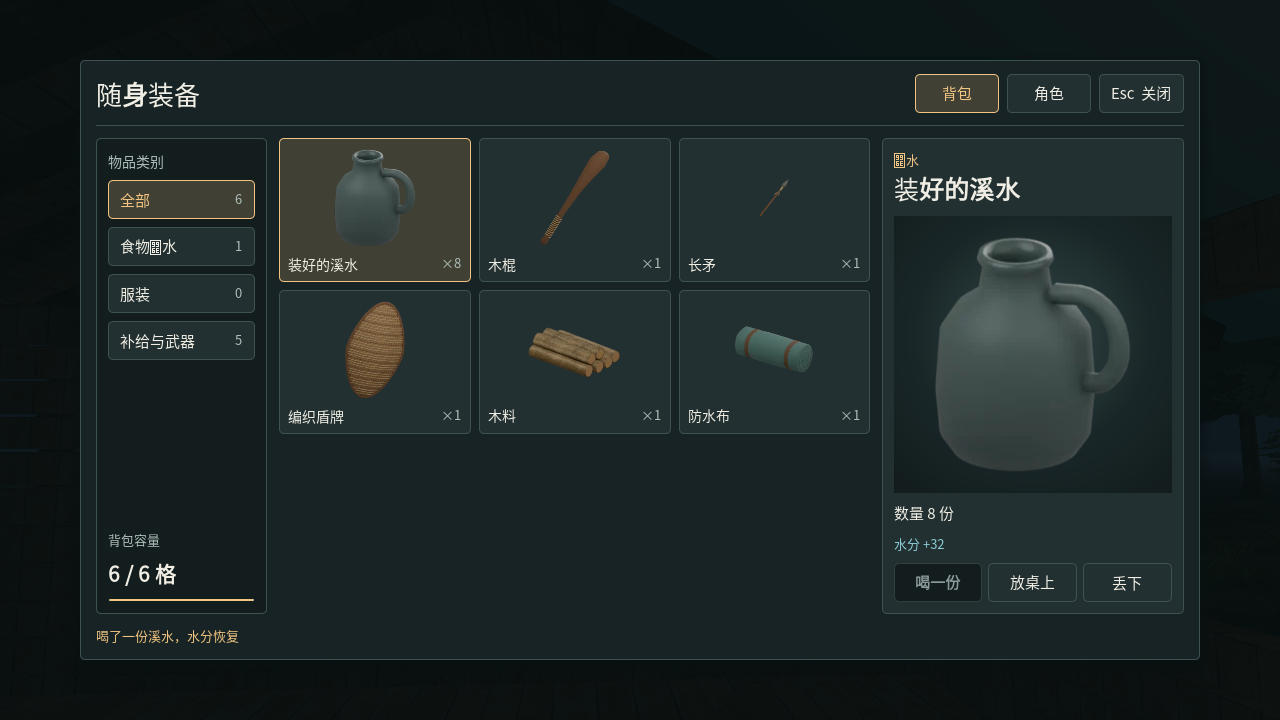 随身装备
背包
角色
Esc 关闭
物品类别
全部 6
食物水 1
服装 0
补给与武器 5
背包容量
6 / 6 格
装好的溪水 ×8
木棍 ×1
长矛 ×1
编织盾牌 ×1
木料 ×1
防水布 ×1
水
装好的溪水
数量 8 份
水分 +32
喝一份
放桌上
丢下
喝了一份溪水，水分恢复